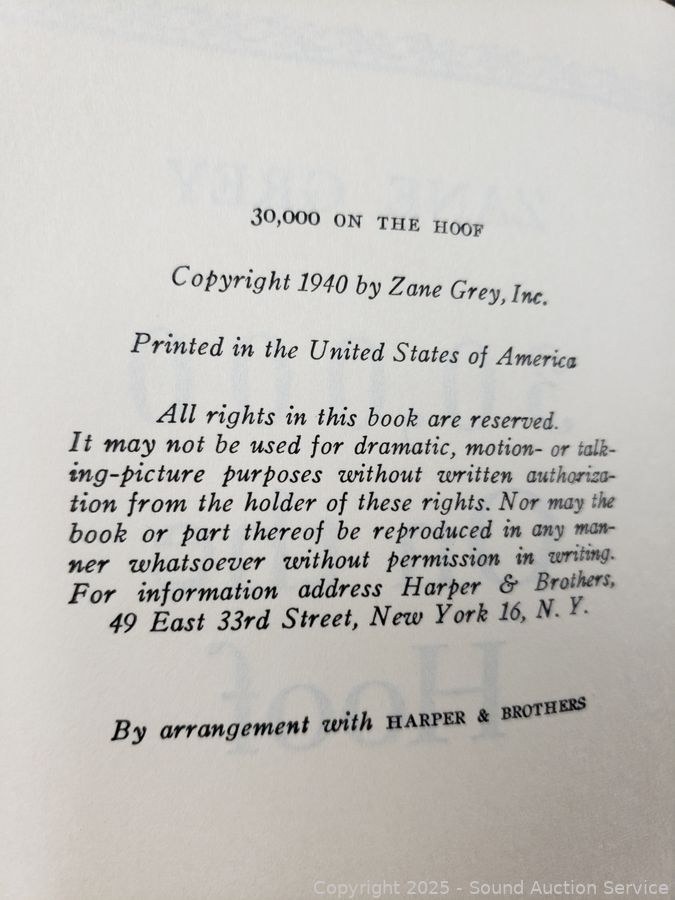 30,000 ON THE HOOF
Copyright 1940 by Zane Grey, Inc.
Printed in the United States of America
All rights in this book are reserved.
It may not be used for dramatic, motion- or talk-
ing-picture purposes without written authoriza-
tion from the holder of these rights. Nor may the
book or part thereof be reproduced in any man-
ner whatsoever without permission in writing.
For information address Harper & Brothers,
49 East 33rd Street, New York 16, N. Y.
By arrangement with HARPER & BROTHERS
Copyright 2025 - Sound Auction Service